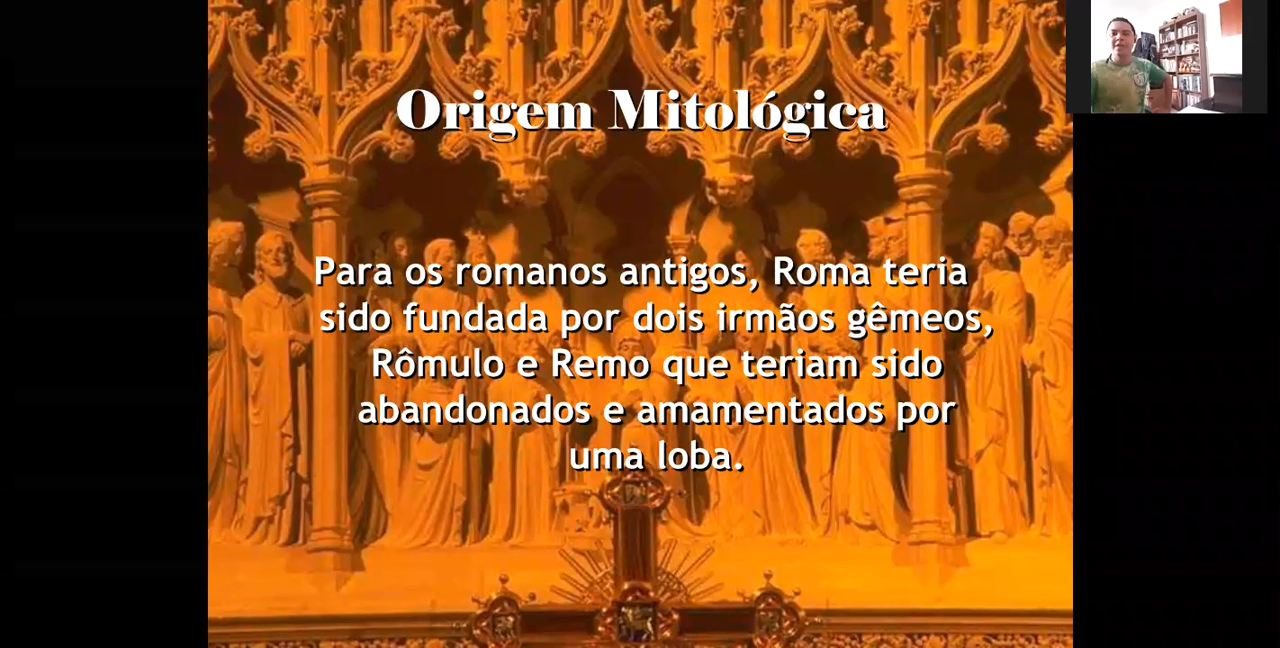 Origem Mitológica
Para os romanos antigos, Roma teria
sido fundada por dois irmãos gêmeos,
Rômulo e Remo que teriam sido
abandonados e amamentados por
uma loba.